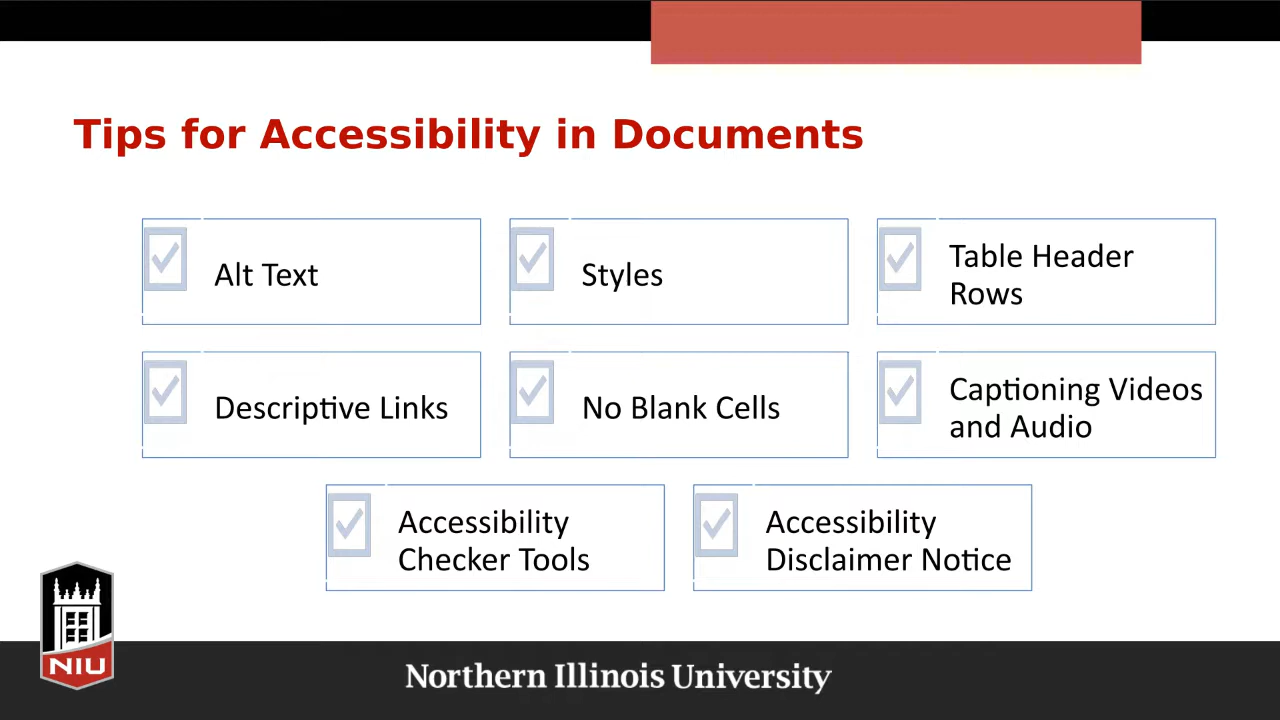 Tips for Accessibility in Documents
Alt Text
Styles
Table Header
Rows
Descriptive Links
No Blank Cells
Captioning Videos
and Audio
Accessibility
Checker Tools
Accessibility
Disclaimer Notice
NIU
Northern Illinois University